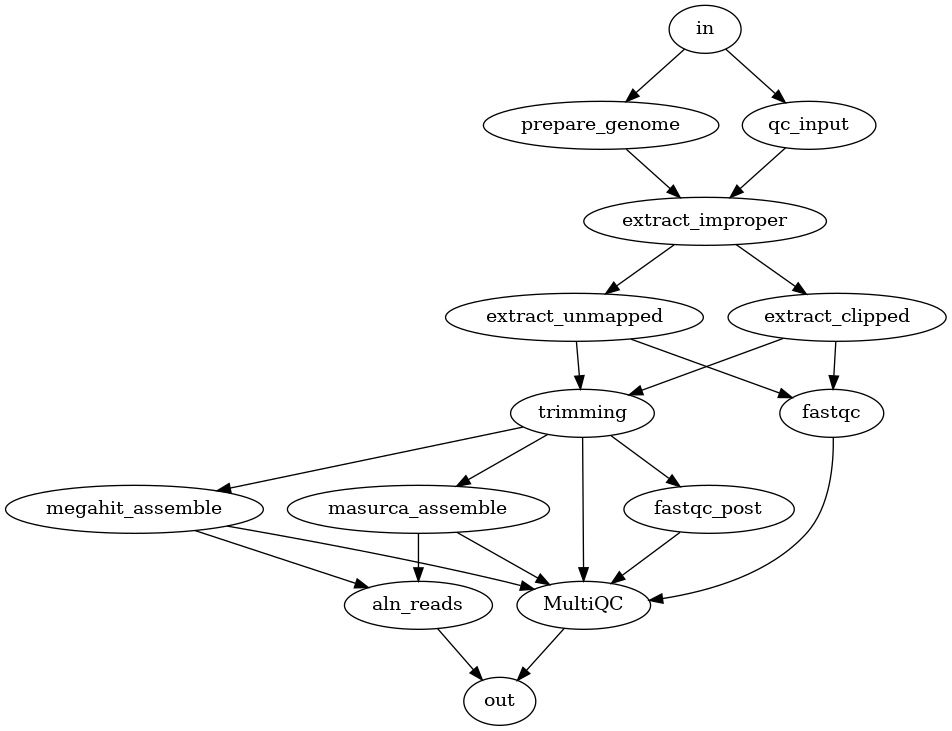 in
prepare_genome
qc_input
extract_improper
extract_unmapped
extract_clipped
trimming
fastqc
megahit_assemble
masurca_assemble
fastqc_post
aln_reads
MultiQC
out